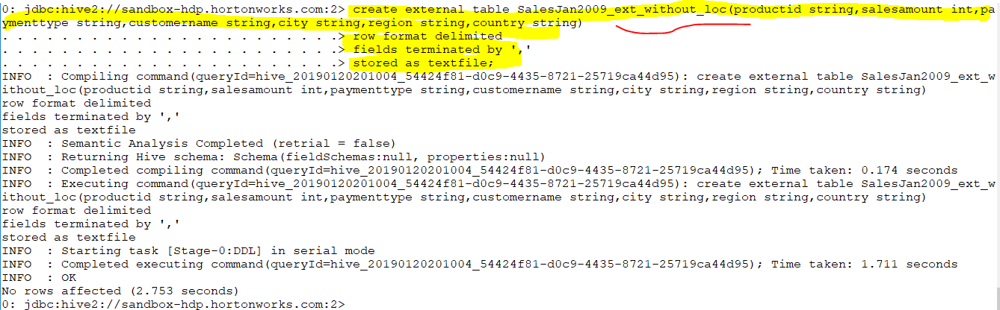 0: jdbc:hive2://sandbox-hdp.hortonworks.com:2> create external table SalesJan2009_ext_without_loc(productid string,salesamount int,pa
ymenttype string,customername string,city string,region string,country string)
. . . . . . . . . . . . . . . . . . . . . . .> row format delimited
. . . . . . . . . . . . . . . . . . . . . . .> fields terminated by ','
. . . . . . . . . . . . . . . . . . . . . . .> stored as textfile;
INFO  : Compiling command(queryId=hive_20190120201004_54424f81-d0c9-4435-8721-25719ca44d95): create external table SalesJan2009_ext_w
ithout_loc(productid string,salesamount int,paymenttype string,customername string,city string,region string,country string)
row format delimited
fields terminated by ','
stored as textfile
INFO  : Semantic Analysis Completed (retrial = false)
INFO  : Returning Hive schema: Schema(fieldSchemas:null, properties:null)
INFO  : Completed compiling command(queryId=hive_20190120201004_54424f81-d0c9-4435-8721-25719ca44d95); Time taken: 0.174 seconds
INFO  : Executing command(queryId=hive_20190120201004_54424f81-d0c9-4435-8721-25719ca44d95): create external table SalesJan2009_ext_w
ithout_loc(productid string,salesamount int,paymenttype string,customername string,city string,region string,country string)
row format delimited
fields terminated by ','
stored as textfile
INFO  : Starting task [Stage-0:DDL] in serial mode
INFO  : Completed executing command(queryId=hive_20190120201004_54424f81-d0c9-4435-8721-25719ca44d95); Time taken: 1.711 seconds
INFO  : OK
No rows affected (2.753 seconds)
0: jdbc:hive2://sandbox-hdp.hortonworks.com:2>